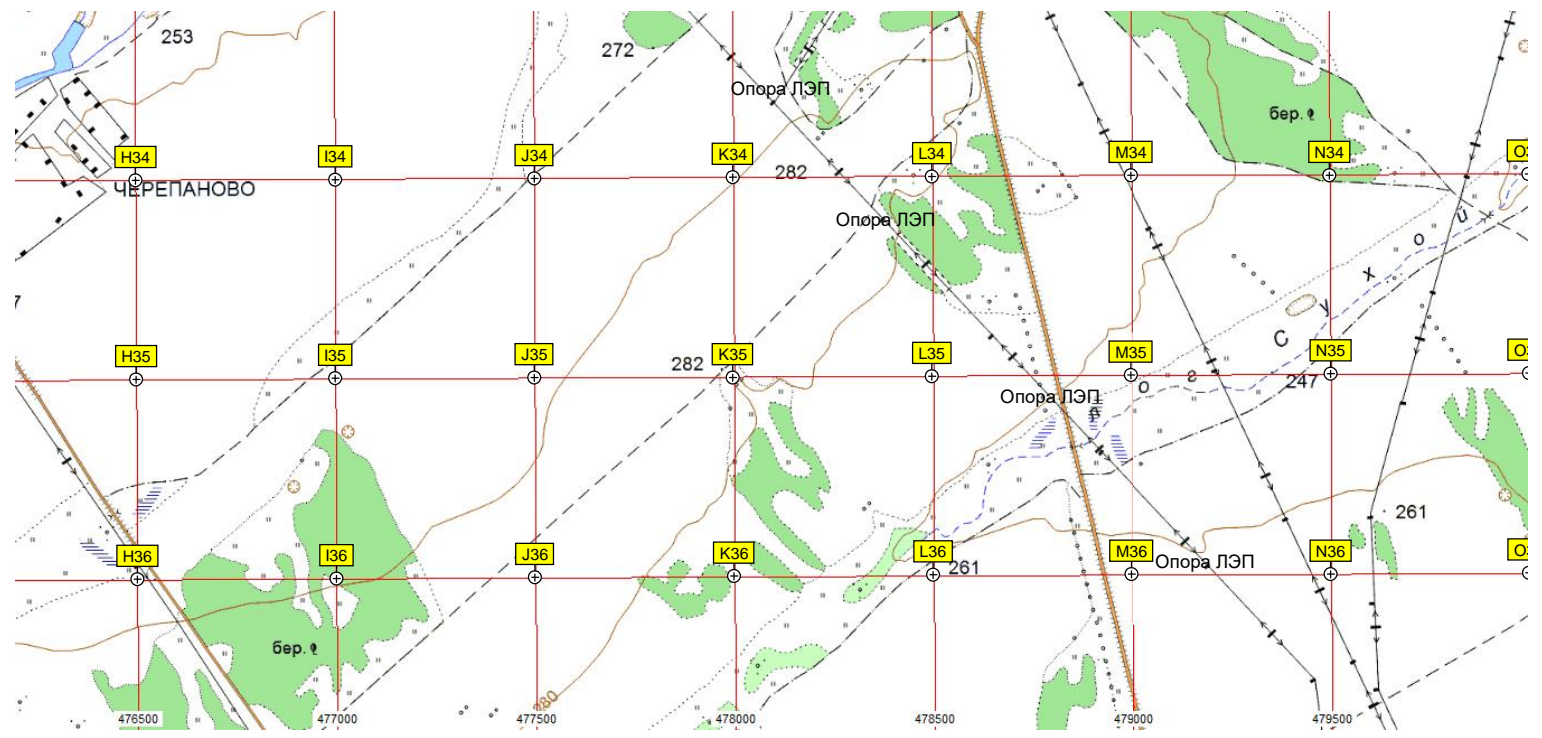 253
272
Опора ЛЭП
бер.
H34
I34
J34
K34
L34
M34
N34
282
ЧЕРЕПАНОВО
Опора ЛЭП
С у х о й
H35
I35
J35
K35
L35
M35
N35
282
о г
247
Опора ЛЭП
261
H36
I36
J36
K36
L36
M36
N36
261
Опора ЛЭП
бер.
476500
477000
477500
478000
478500
479000
479500